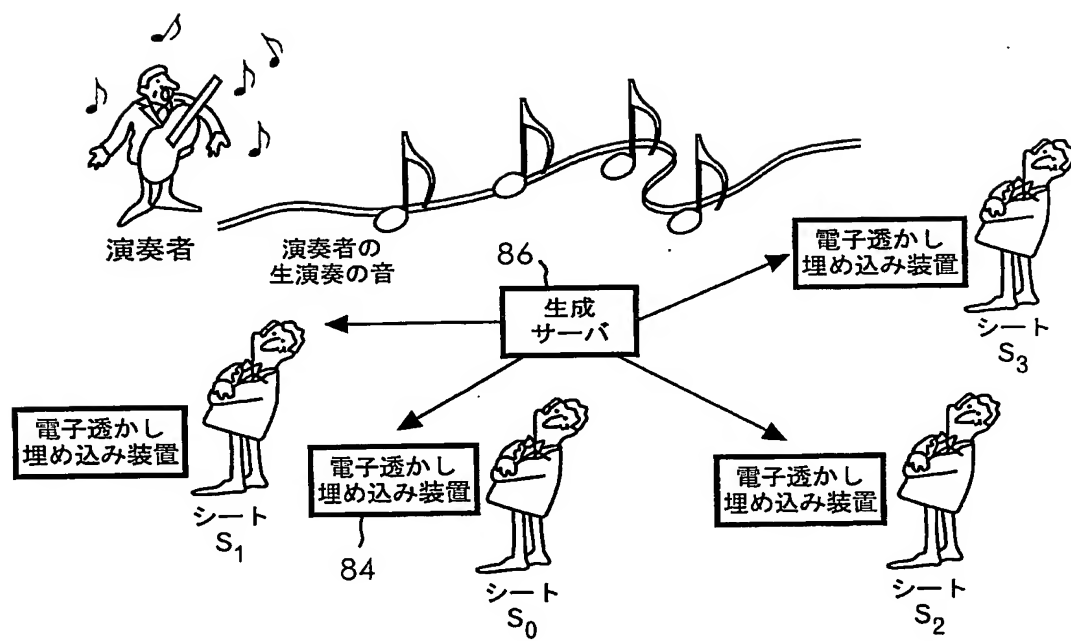 演奏者
演奏者の
生演奏の音
86
生成
サーバ
電子透かし
埋め込み装置
シート
S3
電子透かし
埋め込み装置
シート
S1
電子透かし
埋め込み装置
84
シート
S0
電子透かし
埋め込み装置
シート
S2